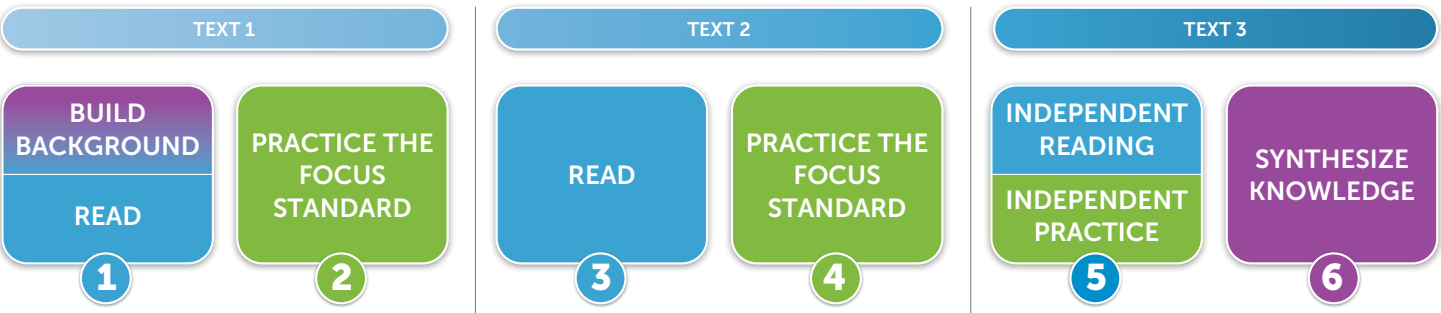 TEXT 1
BUILD
BACKGROUND
READ
1
PRACTICE THE
FOCUS
STANDARD
2
TEXT 2
READ
3
PRACTICE THE
FOCUS
STANDARD
4
TEXT 3
INDEPENDENT
READING
INDEPENDENT
PRACTICE
5
SYNTHESIZE
KNOWLEDGE
6